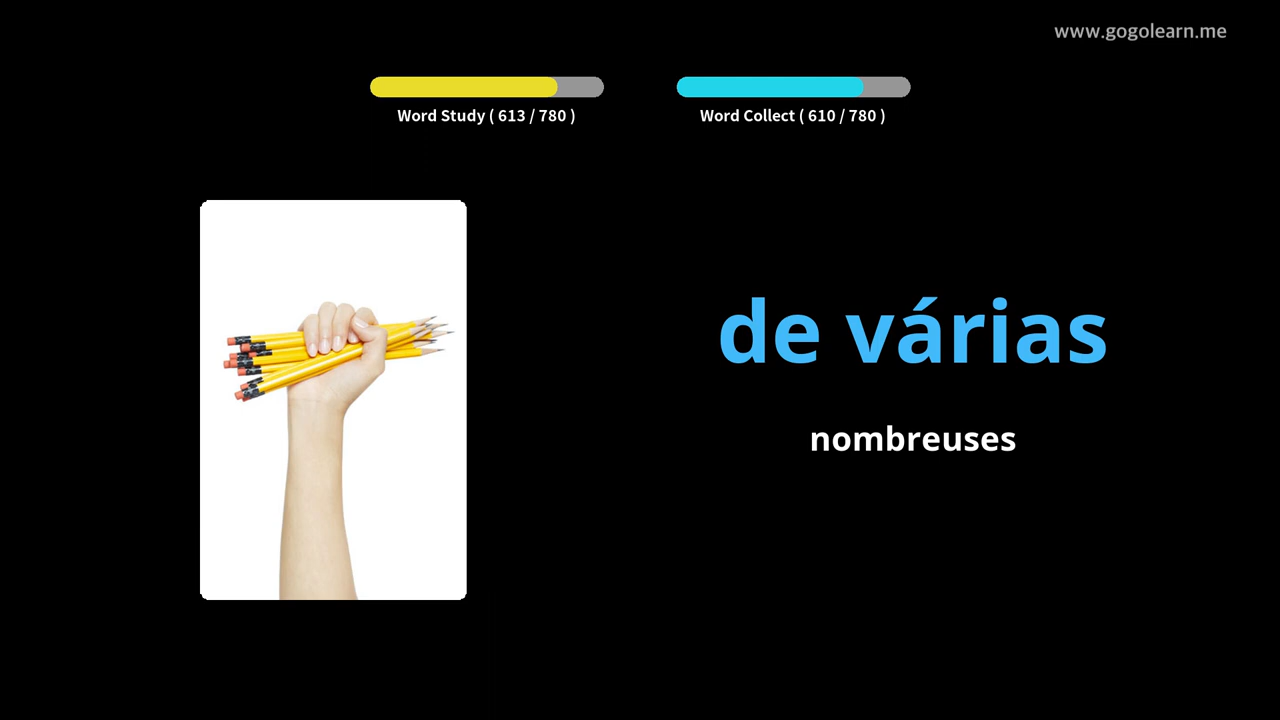 www.gogolearn.me
Word Study ( 613 / 780 )
Word Collect ( 610 / 780 )
de várias
nombreuses